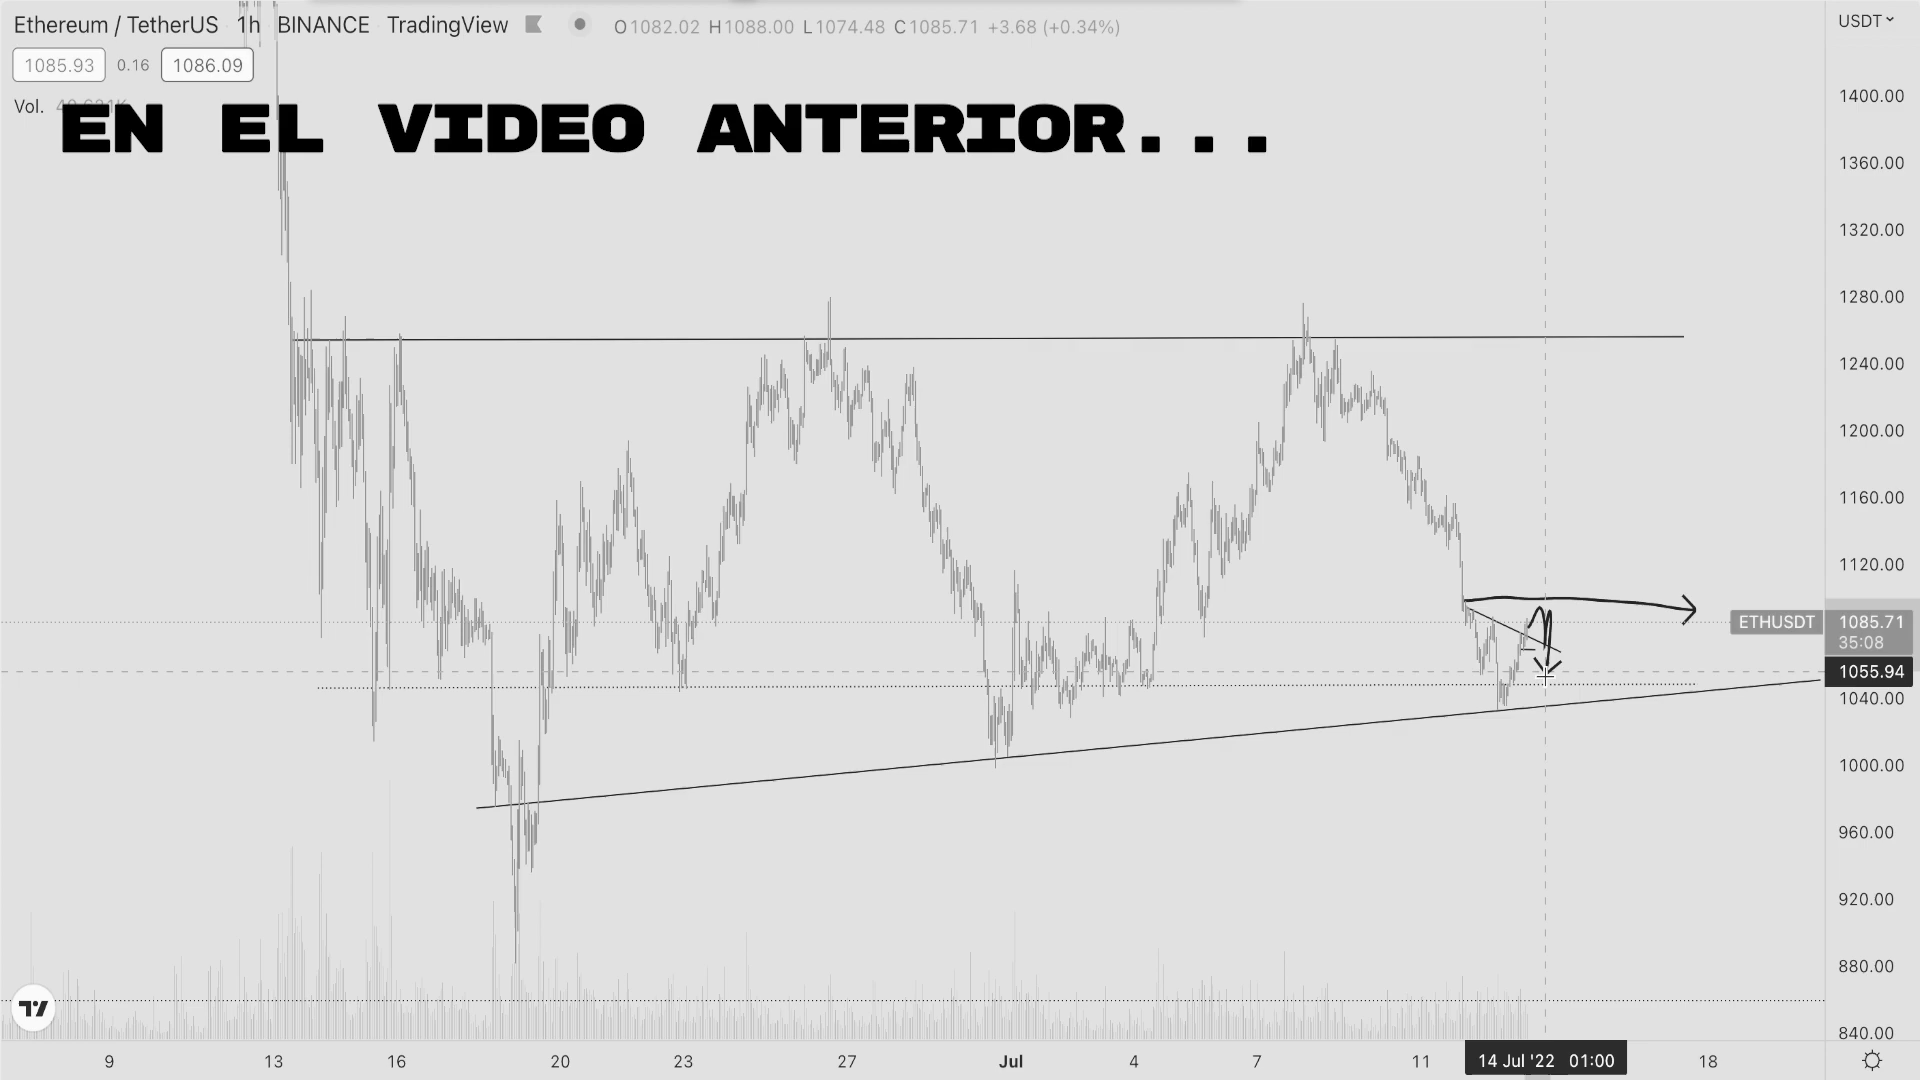 Ethereum / TetherUS 1h BINANCE TradingView O1082.02 H1088.00 L1074.48 C1085.71 +3.68 (+0.34%)
USDT
1085.93 0.16 1086.09
Vol.
EN EL VIDEO ANTERIOR...
1400.00
1360.00
1320.00
1280.00
1240.00
1200.00
1160.00
1120.00
ETHUSDT 1085.71
35:08
1055.94
1040.00
1000.00
960.00
920.00
880.00
840.00
9 13 16 20 23 27 Jul 4 7 11 14 Jul '22 01:00 18